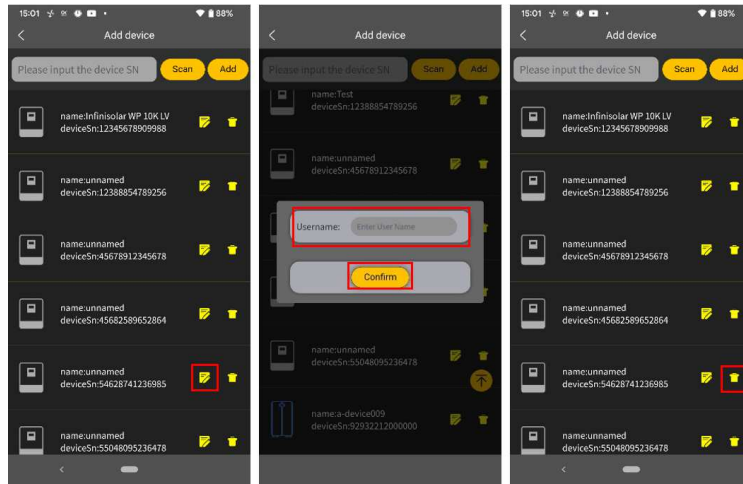 15:01 88%
Add device
Please input the device SN Scan Add
name:Infinisolar WP 10K LV
deviceSn:12345678909988
name:unnamed
deviceSn:12388854789256
name:unnamed
deviceSn:45678912345678
name:unnamed
deviceSn:45682589652864
name:unnamed
deviceSn:54628741236985
name:unnamed
deviceSn:55048095236478
Add device
Please input the device SN Scan Add
name:Test
deviceSn:12388854789256
name:unnamed
deviceSn:45678912345678
Username: Enter User Name
Confirm
name:unnamed
deviceSn:55048095236478
name:a-device009
deviceSn:92932212000000
15:01 88%
Add device
Please input the device SN Scan Add
name:Infinisolar WP 10K LV
deviceSn:12345678909988
name:unnamed
deviceSn:12388854789256
name:unnamed
deviceSn:45678912345678
name:unnamed
deviceSn:45682589652864
name:unnamed
deviceSn:54628741236985
name:unnamed
deviceSn:55048095236478